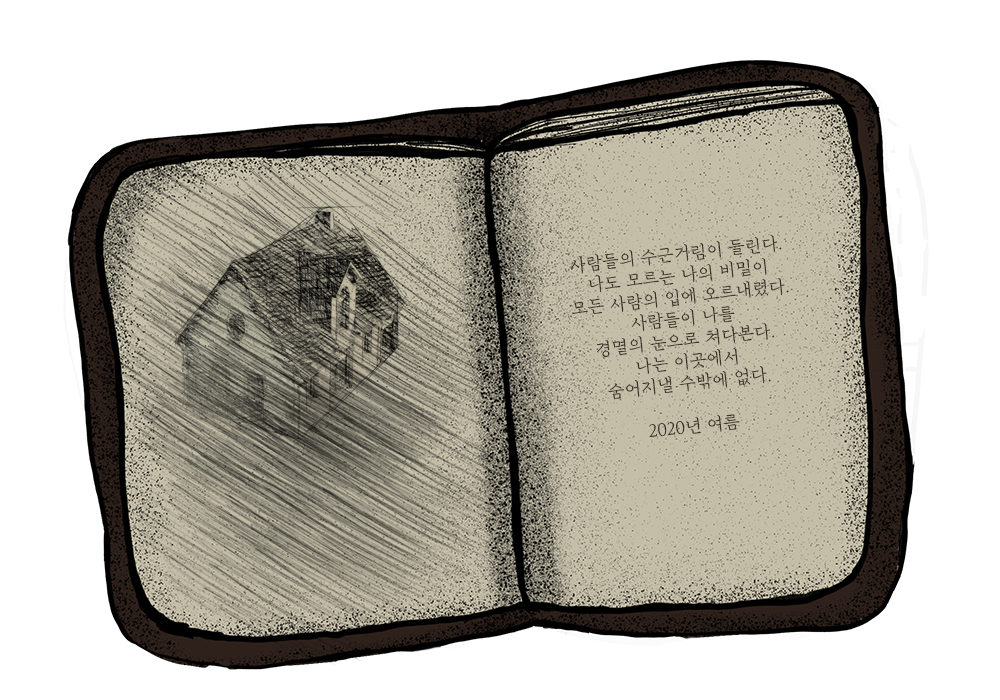 사람들의 수근거림이 들린다.
나도 모르는 나의 비밀이
모든 사람의 입에 오르내렸다.
사람들이 나를
경멸의 눈으로 쳐다본다.
나는 이곳에서
숨어지낼 수밖에 없다.
2020년 여름